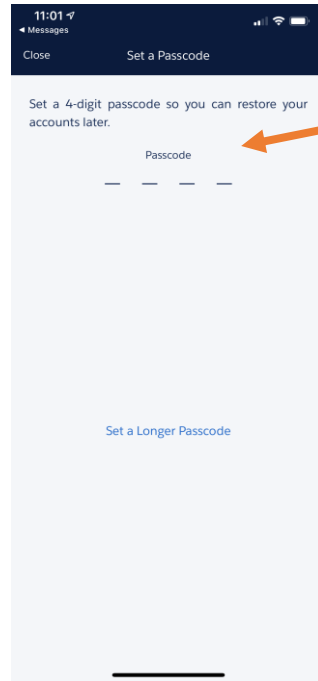 11:01
Messages
Close Set a Passcode
Set a 4-digit passcode so you can restore your
accounts later.
Passcode
Set a Longer Passcode